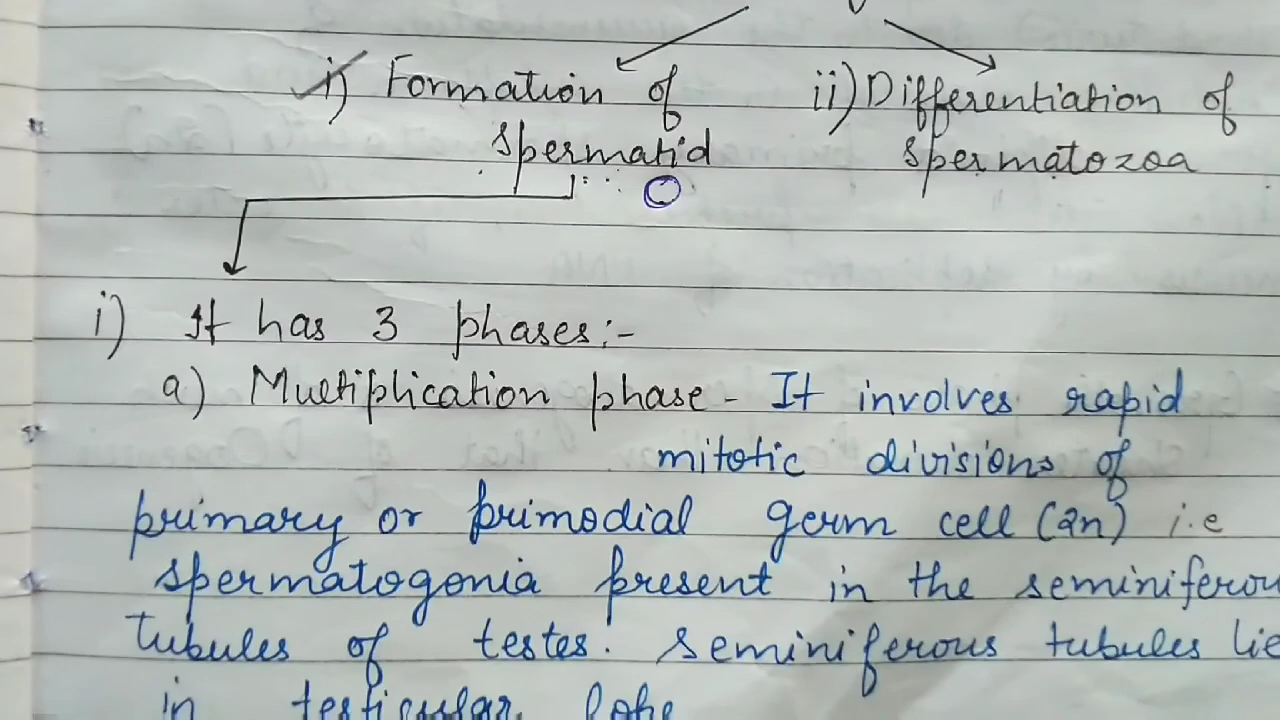 i) Formation of ii) Differentiation of
spermatid spermatozoa
i) It has 3 phases:-
a) Multiplication phase - It involves rapid
mitotic divisions of
primary or primodial germ cell (2n) i.e
spermatogonia present in the seminiferou
tubules of testes. seminiferous tubules lie
in testicular lobe